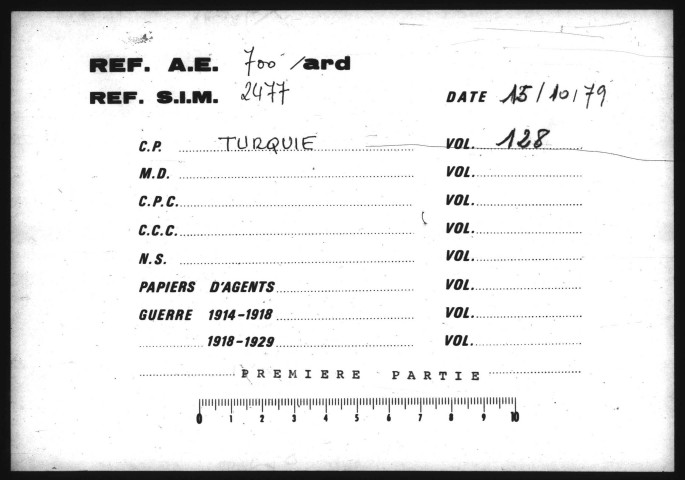 REF. A.E. 700 /ard
REF. S.I.M. 2477 DATE 15/10/79
C.P. TURQUIE VOL. 128
M.D. VOL.
C.P.C. VOL.
C.C.C. VOL.
N.S. VOL.
PAPIERS D'AGENTS VOL.
GUERRE 1914-1918 VOL.
1918-1929 VOL.
PREMIERE PARTIE
0 1 2 3 4 5 6 7 8 9 10